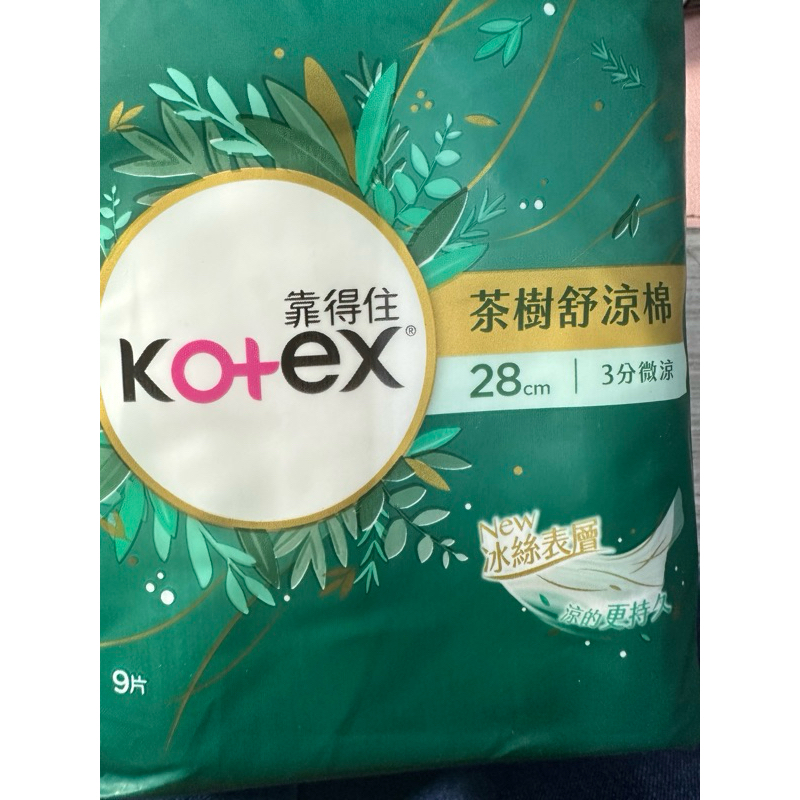 靠得住
Kotex®
茶樹舒涼棉
28cm | 3分微涼
New
冰絲表層
涼的更持久
9片